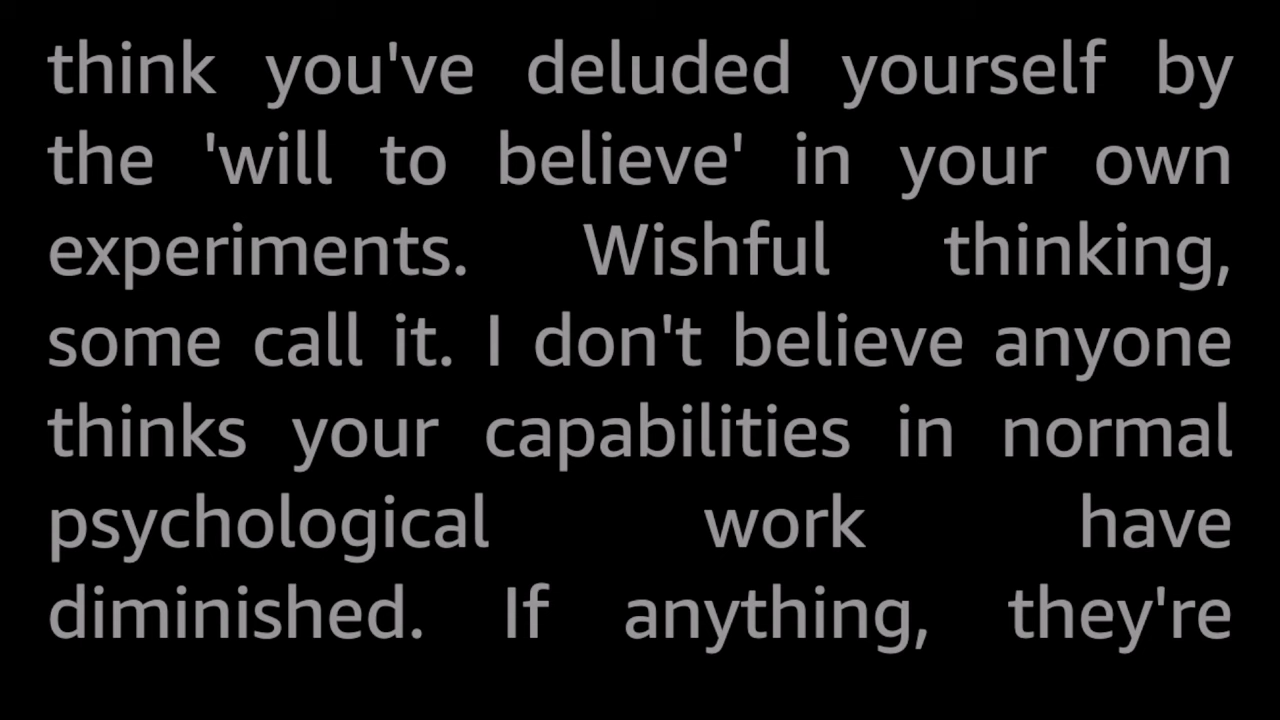 think you've deluded yourself by
the 'will to believe' in your own
experiments. Wishful thinking,
some call it. I don't believe anyone
thinks your capabilities in normal
psychological work have
diminished. If anything, they're